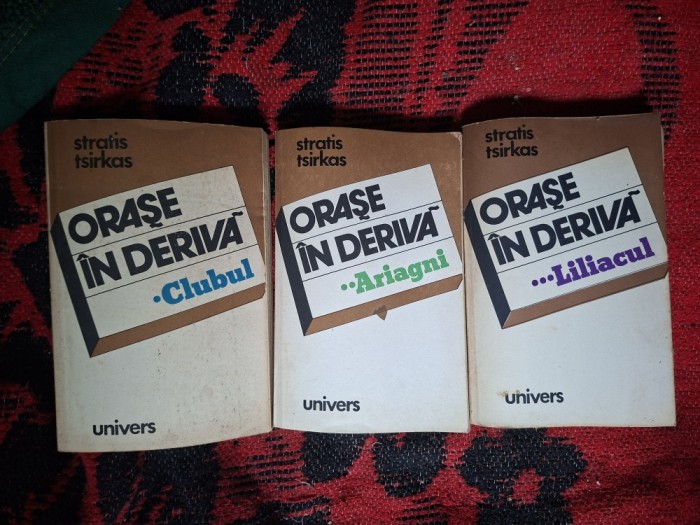 stratis
tsirkas
ORAȘE
ÎN DERIVĂ
.Clubul
univers
stratis
tsirkas
ORAȘE
ÎN DERIVĂ
..Ariagni
univers
stratis
tsirkas
ORAȘE
ÎN DERIVĂ
...Liliacul
univers